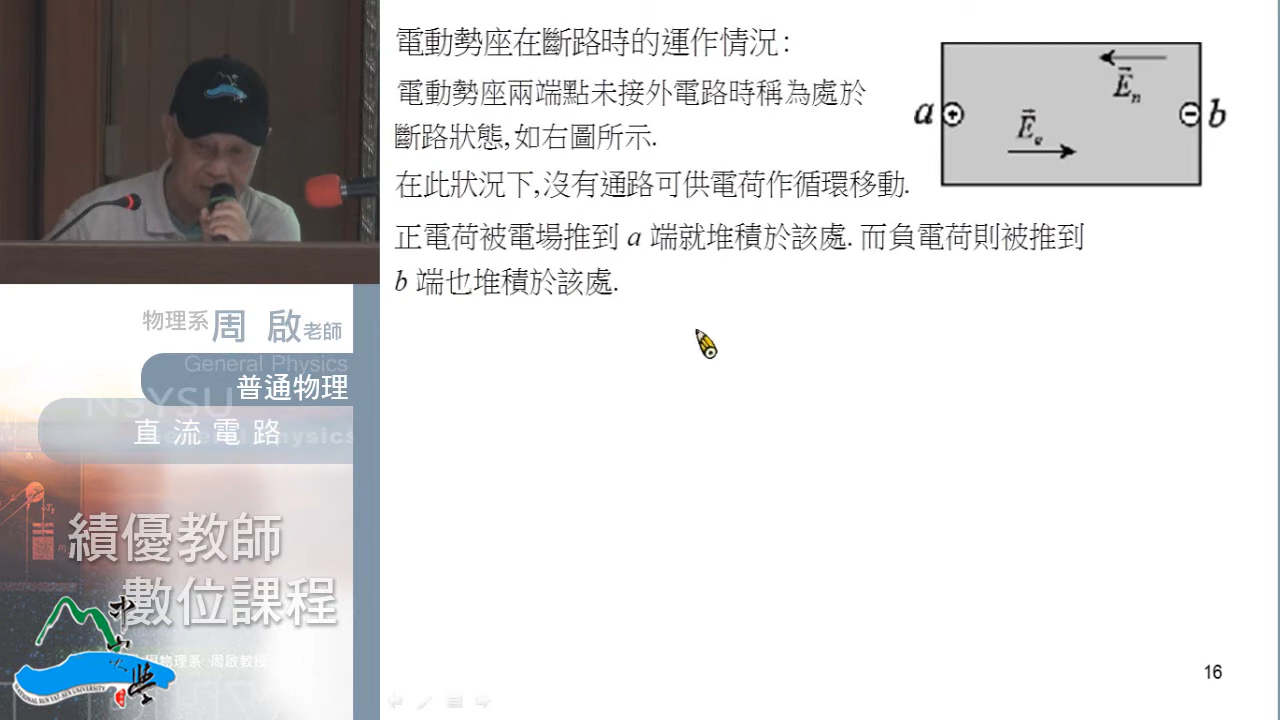 電動勢座在斷路時的運作情況:
電動勢座兩端點未接外電路時稱為處於
斷路狀態,如右圖所示.
在此狀況下,沒有通路可供電荷作循環移動.
正電荷被電場推到 a 端就堆積於該處. 而負電荷則被推到
b 端也堆積於該處.
a
b
E_n
E_e
物理系 周 啟 老師
General Physics
普通物理
NSYSU
直流電路
績優教師
數位課程
NATIONAL SUN YAT-SEN UNIVERSITY
16